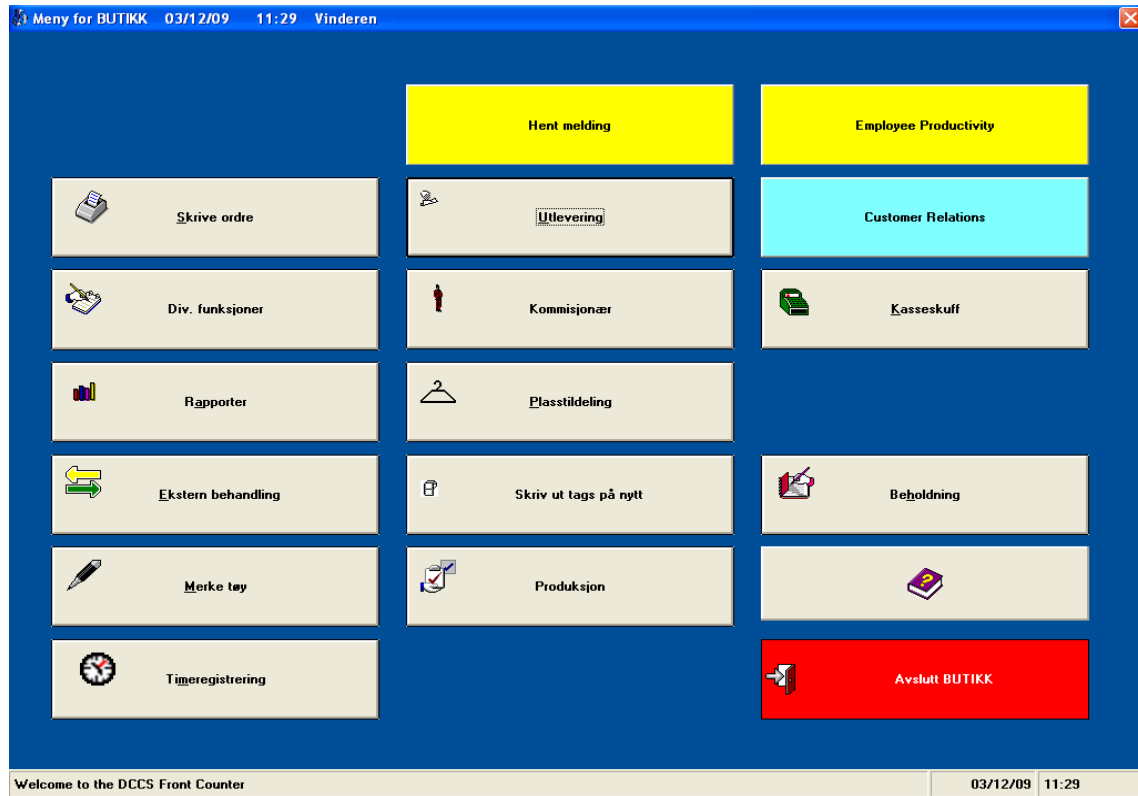 Meny for BUTIKK 03/12/09 11:29 Vinderen
Hent melding
Employee Productivity
Skrive ordre
Utlevering
Customer Relations
Div. funksjoner
Kommisjonær
Kasseskuff
Rapporter
Plasstildeling
Ekstern behandling
Skriv ut tags på nytt
Beholdning
Merke tøy
Produksjon
Timeregistrering
Avslutt BUTIKK
Welcome to the DCCS Front Counter
03/12/09 11:29